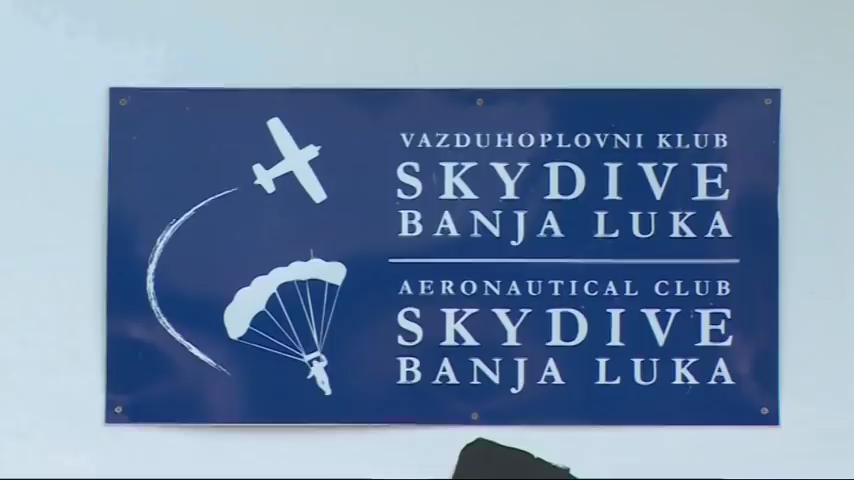 VAZDUHOPLOVNI KLUB
SKYDIVE
BANJA LUKA
AERONAUTICAL CLUB
SKYDIVE
BANJA LUKA